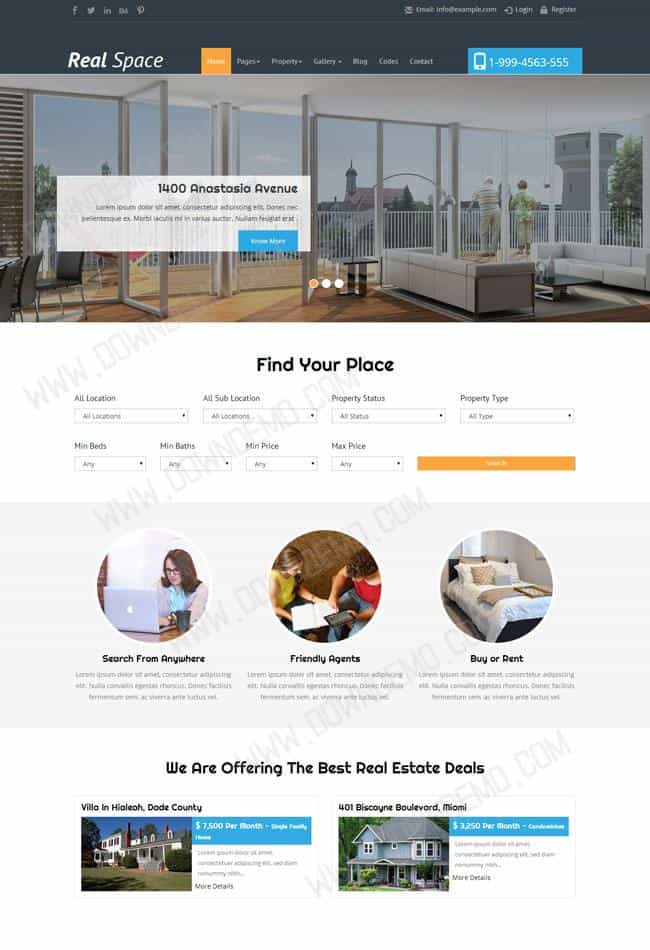 Bē
Email: Info@example.com Login Register
Real Space
Home Pages Property Gallery Blog Codes Contact
1-999-4563-555
1400 Anastasia Avenue
Lorem ipsum dolor sit amet, consectetur adipiscing elit. Donec nec
pellentesque ex. Morbi iaculis mi in varius auctor. Nullam feugiat erat .
Know More
Find Your Place
All Location All Sub Location Property Status Property Type
All Locations All Locations All Status All Type
Min Beds Min Baths Min Price Max Price
Any Any Any Any Search
Search From Anywhere
Lorem ipsum dolor sit amet, consectetur adipiscing
elit. Nulla convallis egestas rhoncus. Donec facilisis
fermentum sem, ac viverra ante luctus vel.
Friendly Agents
Lorem ipsum dolor sit amet, consectetur adipiscing
elit. Nulla convallis egestas rhoncus. Donec facilisis
fermentum sem, ac viverra ante luctus vel.
Buy or Rent
Lorem ipsum dolor sit amet, consectetur adipiscing
elit. Nulla convallis egestas rhoncus. Donec facilisis
fermentum sem, ac viverra ante luctus vel.
We Are Offering The Best Real Estate Deals
Villa In Hialeah, Dade County
$ 7,500 Per Month - Single Family
Home
Lorem ipsum dolor sit amet,
consectetur adipiscing elit. Nulla
convallis egestas rhoncus
nibh...
More Details
401 Biscayne Boulevard, Miami
$ 3,250 Per Month - Condominium
Lorem ipsum dolor sit amet,
consectetur adipiscing elit. Nulla
nibh...
More Details
WWW.DOWNDEMO.COM
WWW.DOWNDEMO.COM
WWW.DOWNDEMO.COM